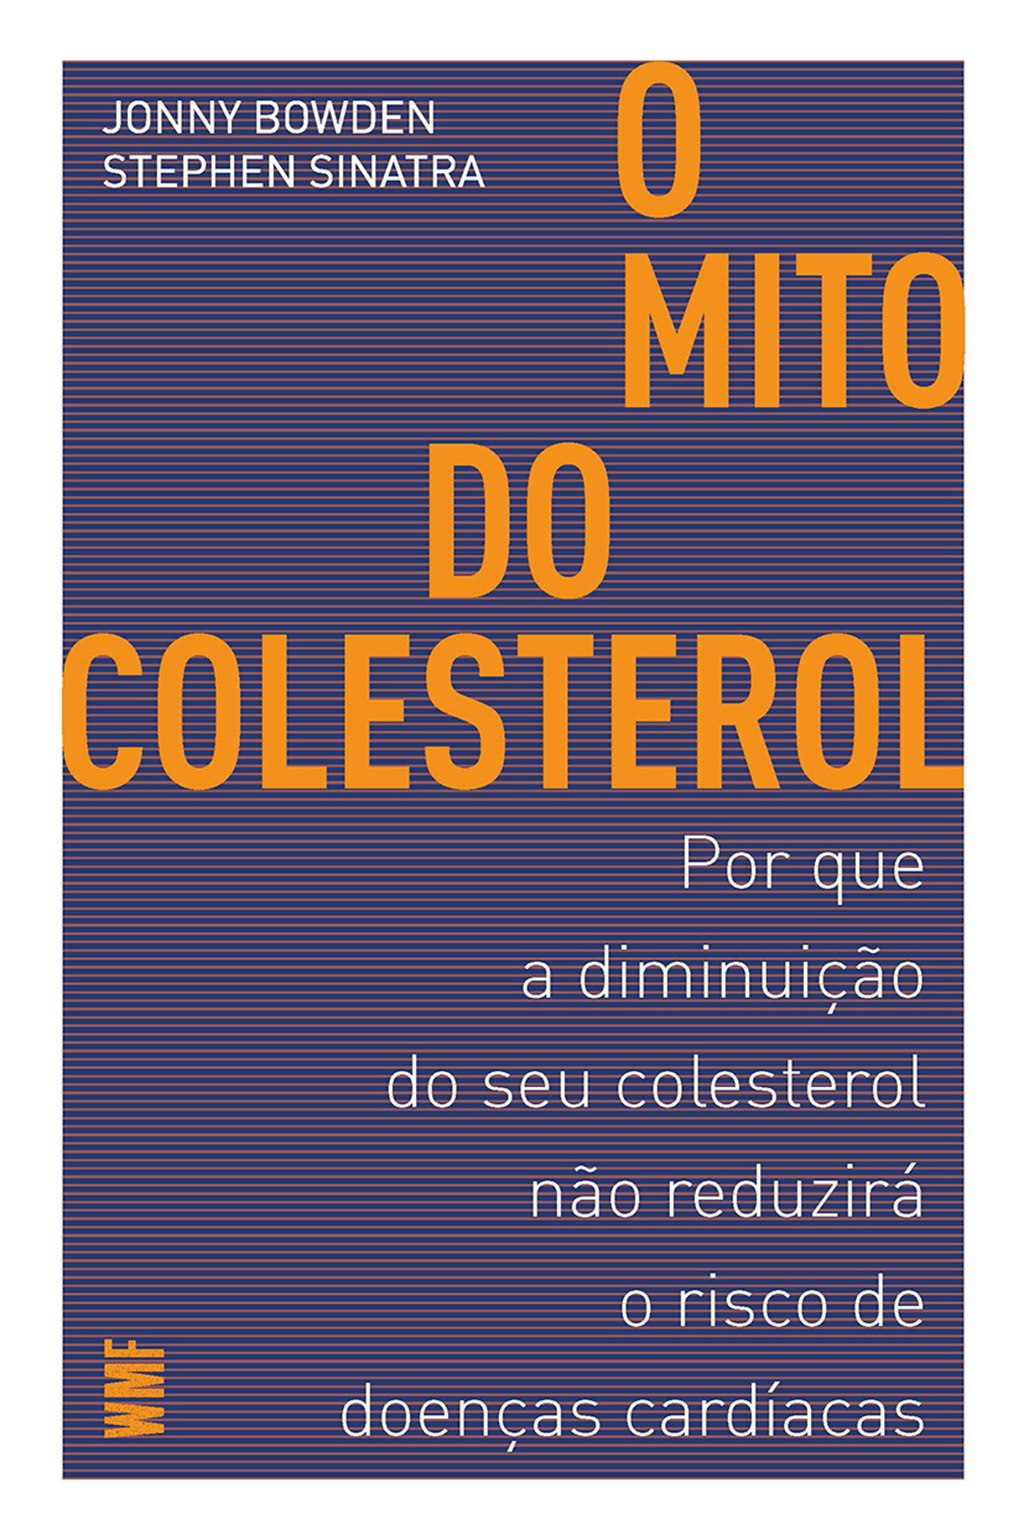 JONNY BOWDEN
STEPHEN SINATRA
O
MITO
DO
COLESTEROL
Por que
a diminuição
do seu colesterol
não reduzirá
o risco de
doenças cardíacas
WMF